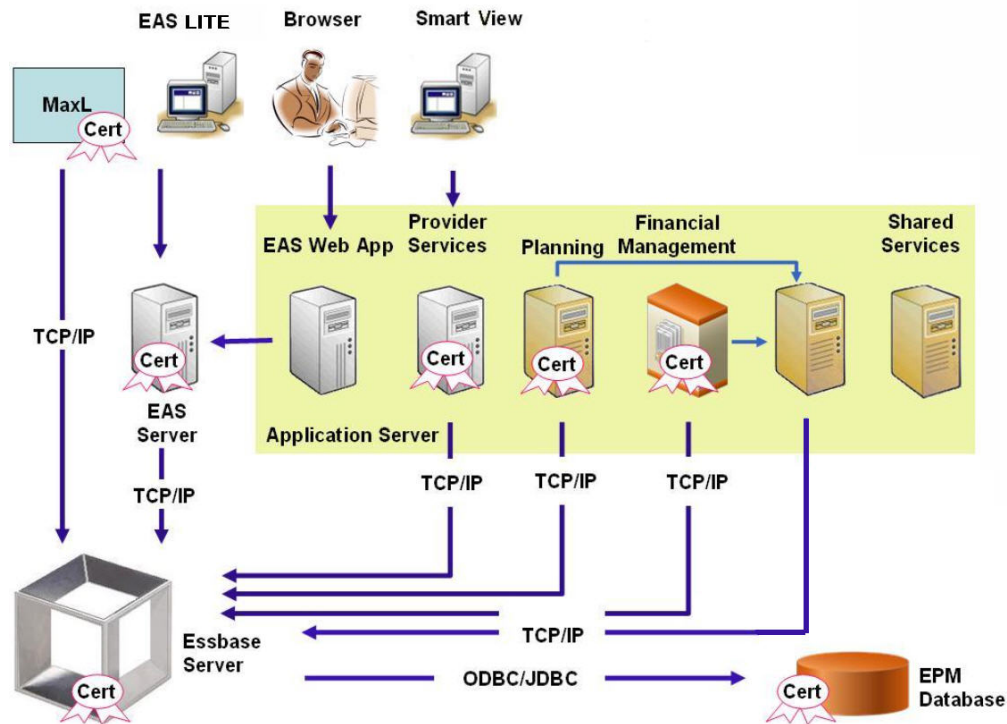 EAS LITE
Browser
Smart View
MaxL
Cert
Provider
Services
Financial
Management
Shared
Services
EAS Web App
Planning
TCP/IP
Cert
Cert
Cert
Cert
EAS
Server
Application Server
TCP/IP
TCP/IP
TCP/IP
TCP/IP
Essbase
Server
TCP/IP
ODBC/JDBC
Cert
Cert
EPM
Database